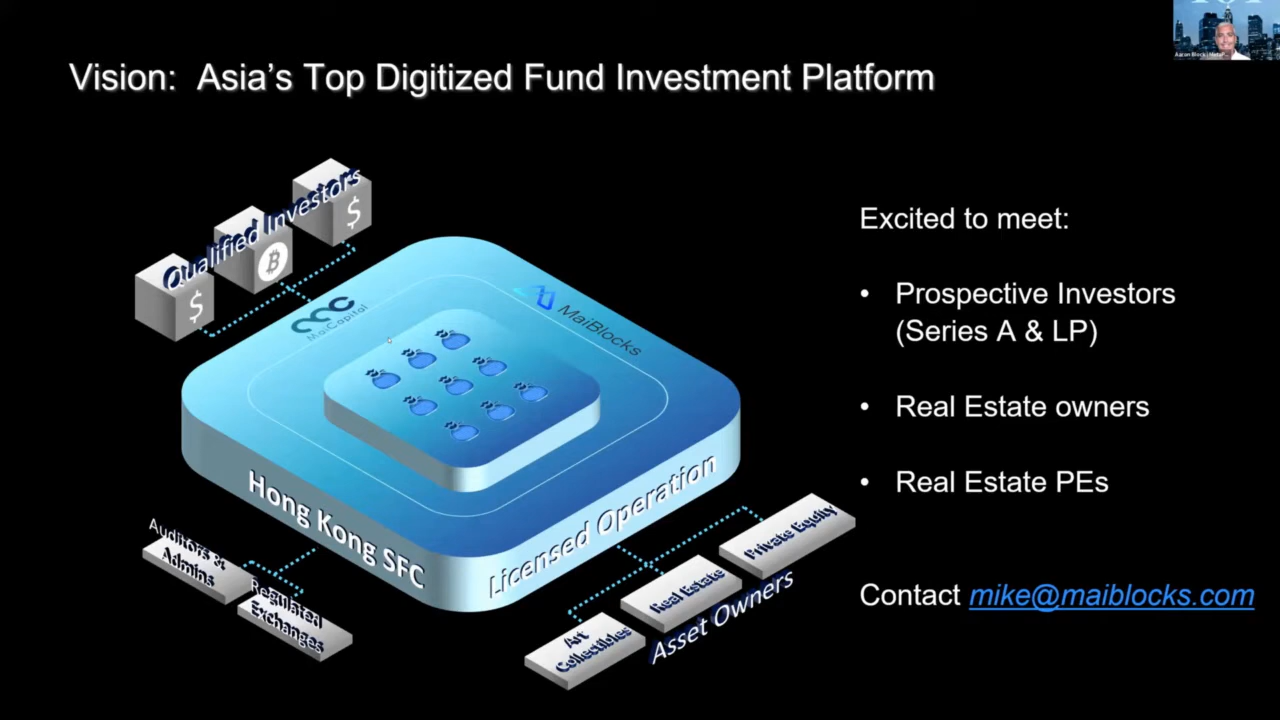 Vision: Asia's Top Digitized Fund Investment Platform
Qualified Investors
$
$
MaiCapital
MaiBlocks
Hong Kong SFC
Licensed Operation
Auditors &
Admins
Regulated
Exchanges
Art
Collectibles
Real Estate
Private Equity
Asset Owners
Excited to meet:
• Prospective Investors
(Series A & LP)
• Real Estate owners
• Real Estate PEs
Contact mike@maiblocks.com